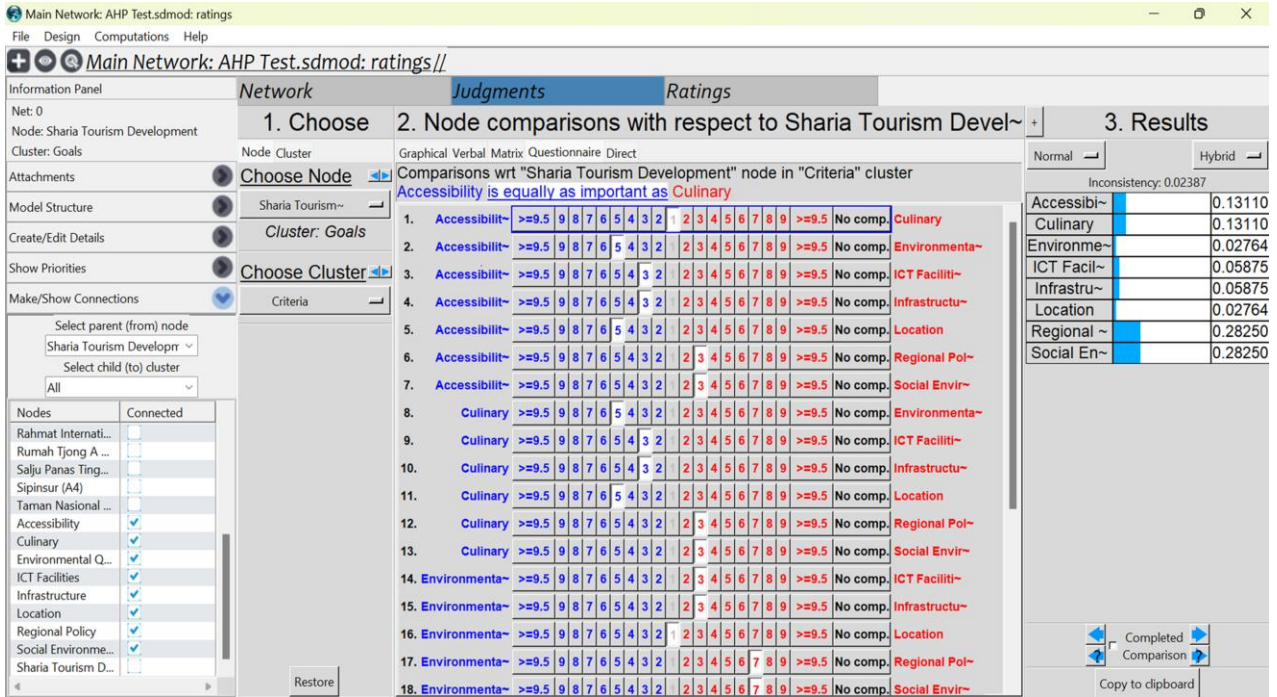 Main Network: AHP Test.sdmod: ratings
File Design Computations Help
Main Network: AHP Test.sdmod: ratings//
Information Panel
Net: 0
Node: Sharia Tourism Development
Cluster: Goals
Attachments
Model Structure
Create/Edit Details
Show Priorities
Make/Show Connections
Select parent (from) node
Sharia Tourism Developm
Select child (to) cluster
All
Nodes Connected
Rahmat Internati...
Rumah Tjong A ...
Salju Panas Ting...
Sipinsur (A4)
Taman Nasional ...
Accessibility
Culinary
Environmental Q...
ICT Facilities
Infrastructure
Location
Regional Policy
Social Environme...
Sharia Tourism D...
Network Judgments Ratings
1. Choose
Node Cluster
Choose Node
Sharia Tourism~
Cluster: Goals
Choose Cluster
Criteria
Restore
2. Node comparisons with respect to Sharia Tourism Devel~
Graphical Verbal Matrix Questionnaire Direct
Comparisons wrt "Sharia Tourism Development" node in "Criteria" cluster
Accessibility is equally as important as Culinary
1. Accessibilit~ >=9.5 9 8 7 6 5 4 3 2 1 2 3 4 5 6 7 8 9 >=9.5 No comp. Culinary
2. Accessibilit~ >=9.5 9 8 7 6 5 4 3 2 1 2 3 4 5 6 7 8 9 >=9.5 No comp. Environmenta~
3. Accessibilit~ >=9.5 9 8 7 6 5 4 3 2 1 2 3 4 5 6 7 8 9 >=9.5 No comp. ICT Faciliti~
4. Accessibilit~ >=9.5 9 8 7 6 5 4 3 2 1 2 3 4 5 6 7 8 9 >=9.5 No comp. Infrastructu~
5. Accessibilit~ >=9.5 9 8 7 6 5 4 3 2 1 2 3 4 5 6 7 8 9 >=9.5 No comp. Location
6. Accessibilit~ >=9.5 9 8 7 6 5 4 3 2 1 2 3 4 5 6 7 8 9 >=9.5 No comp. Regional Pol~
7. Accessibilit~ >=9.5 9 8 7 6 5 4 3 2 1 2 3 4 5 6 7 8 9 >=9.5 No comp. Social Envir~
8. Culinary >=9.5 9 8 7 6 5 4 3 2 1 2 3 4 5 6 7 8 9 >=9.5 No comp. Environmenta~
9. Culinary >=9.5 9 8 7 6 5 4 3 2 1 2 3 4 5 6 7 8 9 >=9.5 No comp. ICT Faciliti~
10. Culinary >=9.5 9 8 7 6 5 4 3 2 1 2 3 4 5 6 7 8 9 >=9.5 No comp. Infrastructu~
11. Culinary >=9.5 9 8 7 6 5 4 3 2 1 2 3 4 5 6 7 8 9 >=9.5 No comp. Location
12. Culinary >=9.5 9 8 7 6 5 4 3 2 1 2 3 4 5 6 7 8 9 >=9.5 No comp. Regional Pol~
13. Culinary >=9.5 9 8 7 6 5 4 3 2 1 2 3 4 5 6 7 8 9 >=9.5 No comp. Social Envir~
14. Environmenta~ >=9.5 9 8 7 6 5 4 3 2 1 2 3 4 5 6 7 8 9 >=9.5 No comp. ICT Faciliti~
15. Environmenta~ >=9.5 9 8 7 6 5 4 3 2 1 2 3 4 5 6 7 8 9 >=9.5 No comp. Infrastructu~
16. Environmenta~ >=9.5 9 8 7 6 5 4 3 2 1 2 3 4 5 6 7 8 9 >=9.5 No comp. Location
17. Environmenta~ >=9.5 9 8 7 6 5 4 3 2 1 2 3 4 5 6 7 8 9 >=9.5 No comp. Regional Pol~
18. Environmenta~ >=9.5 9 8 7 6 5 4 3 2 1 2 3 4 5 6 7 8 9 >=9.5 No comp. Social Envir~
+ 3. Results
Normal Hybrid
Inconsistency: 0.02387
Accessibi~ 0.13110
Culinary 0.13110
Environme~ 0.02764
ICT Facil~ 0.05875
Infrastru~ 0.05875
Location 0.02764
Regional ~ 0.28250
Social En~ 0.28250
Completed
Comparison
Copy to clipboard